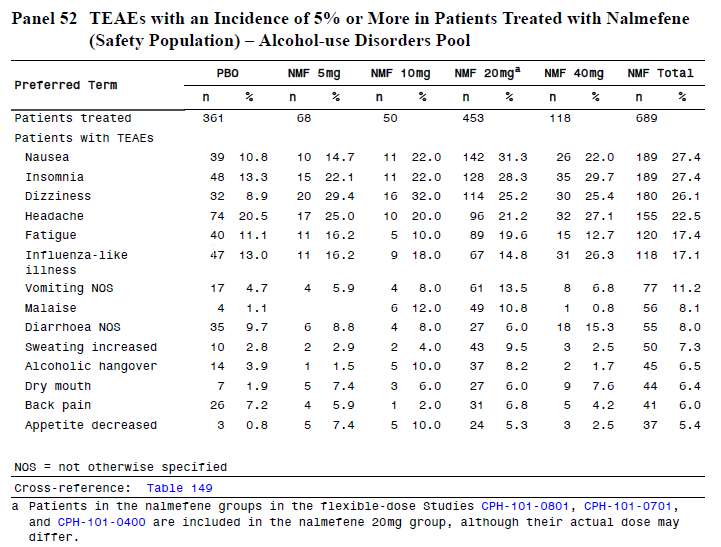 Panel 52 TEAEs with an Incidence of 5% or More in Patients Treated with Nalmefene
(Safety Population) – Alcohol-use Disorders Pool
Preferred Term PBO NMF 5mg NMF 10mg NMF 20mga NMF 40mg NMF Total
n % n % n % n % n % n %
Patients treated 361 68 50 453 118 689
Patients with TEAEs
Nausea 39 10.8 10 14.7 11 22.0 142 31.3 26 22.0 189 27.4
Insomnia 48 13.3 15 22.1 11 22.0 128 28.3 35 29.7 189 27.4
Dizziness 32 8.9 20 29.4 16 32.0 114 25.2 30 25.4 180 26.1
Headache 74 20.5 17 25.0 10 20.0 96 21.2 32 27.1 155 22.5
Fatigue 40 11.1 11 16.2 5 10.0 89 19.6 15 12.7 120 17.4
Influenza-like 47 13.0 11 16.2 9 18.0 67 14.8 31 26.3 118 17.1
illness
Vomiting NOS 17 4.7 4 5.9 4 8.0 61 13.5 8 6.8 77 11.2
Malaise 4 1.1 6 12.0 49 10.8 1 0.8 56 8.1
Diarrhoea NOS 35 9.7 6 8.8 4 8.0 27 6.0 18 15.3 55 8.0
Sweating increased 10 2.8 2 2.9 2 4.0 43 9.5 3 2.5 50 7.3
Alcoholic hangover 14 3.9 1 1.5 5 10.0 37 8.2 2 1.7 45 6.5
Dry mouth 7 1.9 5 7.4 3 6.0 27 6.0 9 7.6 44 6.4
Back pain 26 7.2 4 5.9 1 2.0 31 6.8 5 4.2 41 6.0
Appetite decreased 3 0.8 5 7.4 5 10.0 24 5.3 3 2.5 37 5.4
NOS = not otherwise specified
Cross-reference: Table 149
a Patients in the nalmefene groups in the flexible-dose Studies CPH-101-0801, CPH-101-0701,
and CPH-101-0400 are included in the nalmefene 20mg group, although their actual dose may
differ.